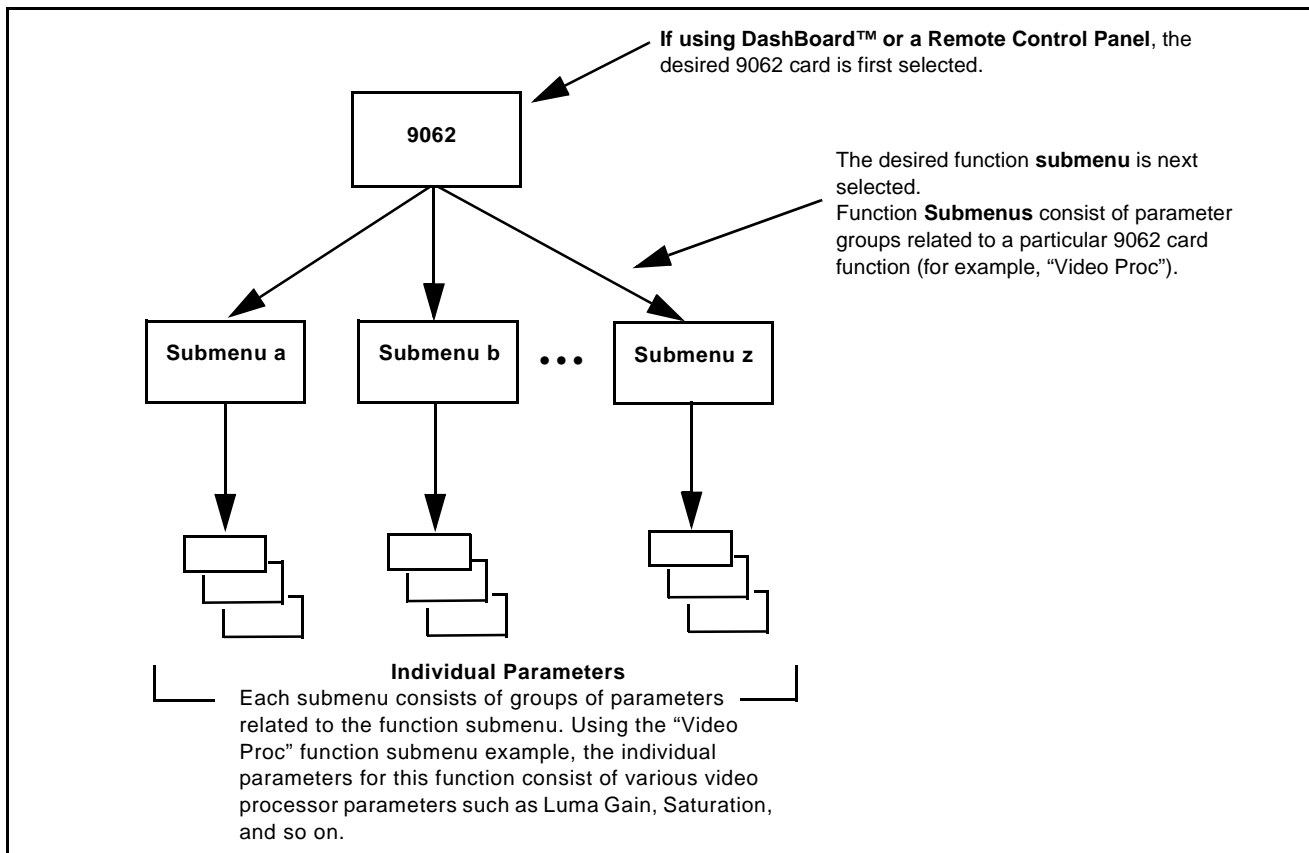 If using DashBoard™ or a Remote Control Panel, the
desired 9062 card is first selected.
9062
The desired function submenu is next
selected.
Function Submenus consist of parameter
groups related to a particular 9062 card
function (for example, “Video Proc”).
Submenu a
Submenu b
• • •
Submenu z
Individual Parameters
Each submenu consists of groups of parameters
related to the function submenu. Using the “Video
Proc” function submenu example, the individual
parameters for this function consist of various video
processor parameters such as Luma Gain, Saturation,
and so on.